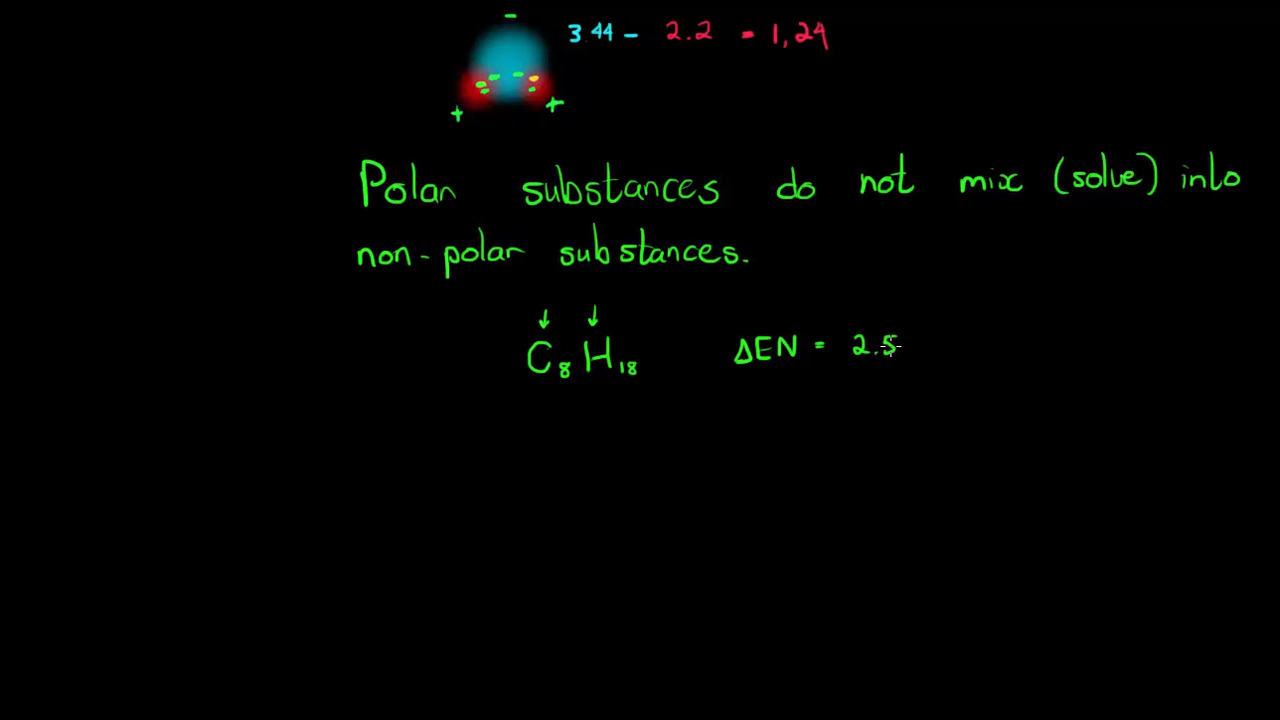 -
3.44 - 2.2 = 1,24
+ +
Polar substances do not mix (solve) into
non-polar substances.
↓ ↓
C₈H₁₈ ΔEN = 2.5